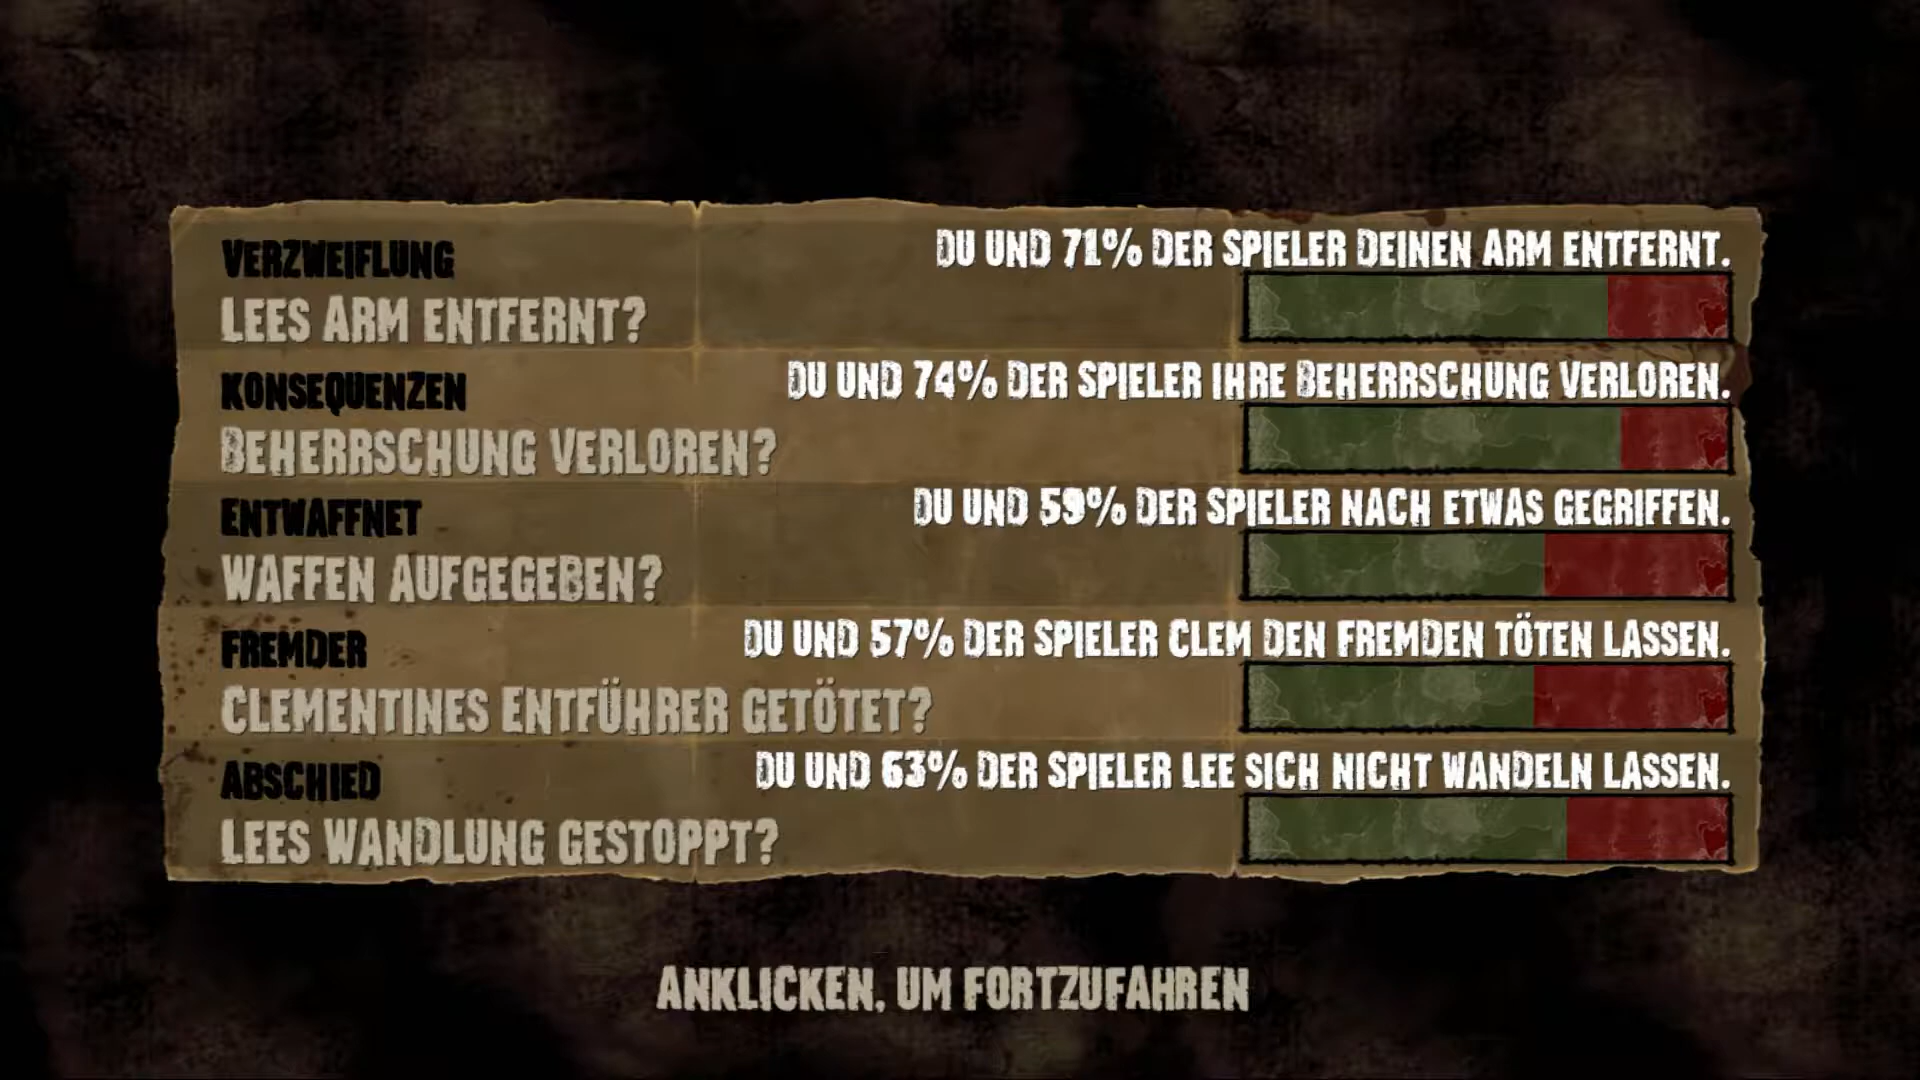 VERZWEIFLUNG
DU UND 71% DER SPIELER DEINEN ARM ENTFERNT.
LEES ARM ENTFERNT?
KONSEQUENZEN
DU UND 74% DER SPIELER IHRE BEHERRSCHUNG VERLOREN.
BEHERRSCHUNG VERLOREN?
ENTWAFFNET
DU UND 59% DER SPIELER NACH ETWAS GEGRIFFEN.
WAFFEN AUFGEGEBEN?
FREMDER
DU UND 57% DER SPIELER CLEM DEN FREMDEN TÖTEN LASSEN.
CLEMENTINES ENTFÜHRER GETÖTET?
ABSCHIED
DU UND 63% DER SPIELER LEE SICH NICHT WANDELN LASSEN.
LEES WANDLUNG GESTOPPT?
ANKLICKEN, UM FORTZUFAHREN